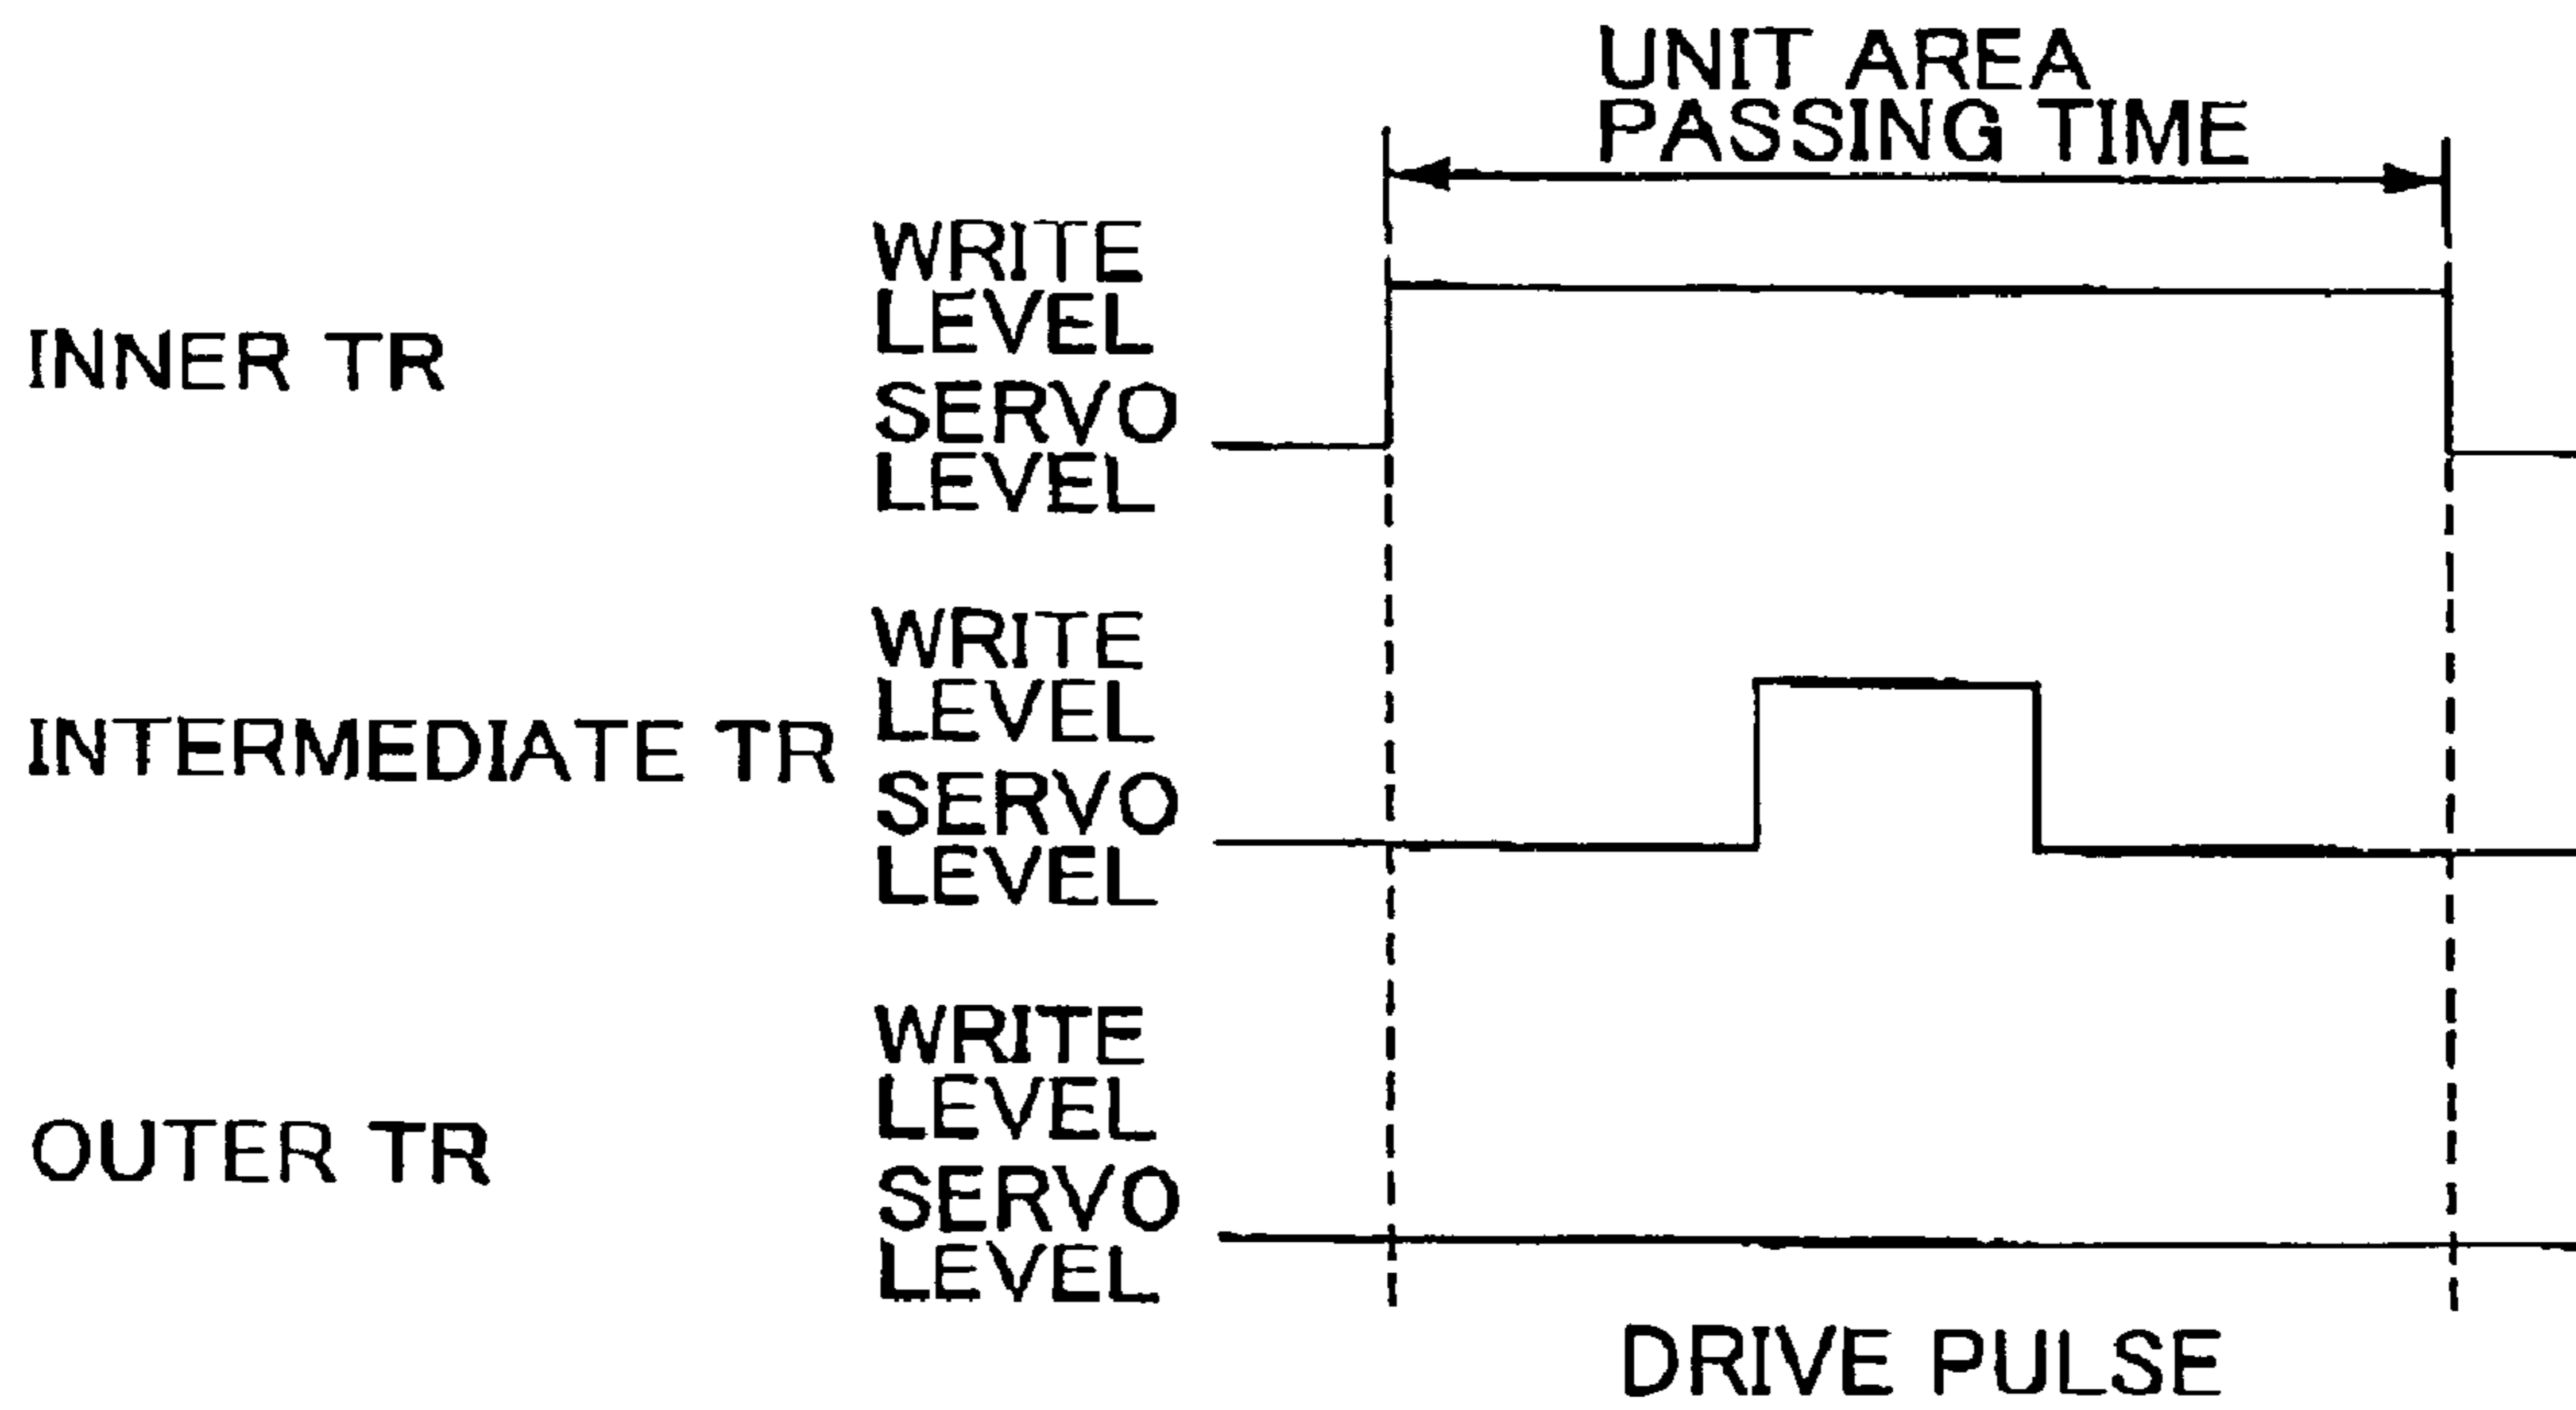 UNIT AREA
PASSING TIME
INNER TR
WRITE
LEVEL
SERVO
LEVEL
INTERMEDIATE TR
WRITE
LEVEL
SERVO
LEVEL
OUTER TR
WRITE
LEVEL
SERVO
LEVEL
DRIVE PULSE